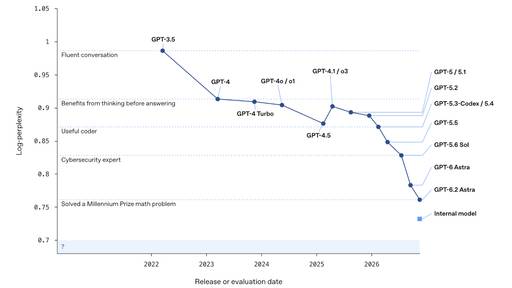 1.05
1
0.95
0.9
0.85
0.8
0.75
0.7
Log-perplexity
Fluent conversation
Benefits from thinking before answering
Useful coder
Cybersecurity expert
Solved a Millennium Prize math problem
?
GPT-3.5
GPT-4
GPT-4 Turbo
GPT-4o / o1
GPT-4.5
GPT-4.1 / o3
GPT-5 / 5.1
GPT-5.2
GPT-5.3-Codex / 5.4
GPT-5.5
GPT-5.6 Sol
GPT-6 Astra
GPT-6.2 Astra
Internal model
2022 2023 2024 2025 2026
Release or evaluation date